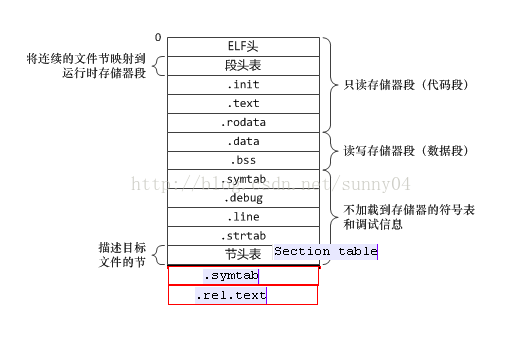 0
ELF头
将连续的文件节映射到
运行时存储器段
段头表
.init
只读存储器段（代码段）
.text
.rodata
.data
读写存储器段（数据段）
.bss
.symtab
http://blog.csdn.net/sunny04
.debug
.line
不加载到存储器的符号表
和调试信息
.strtab
描述目标
文件的节
节头表
Section table
.symtab
.rel.text